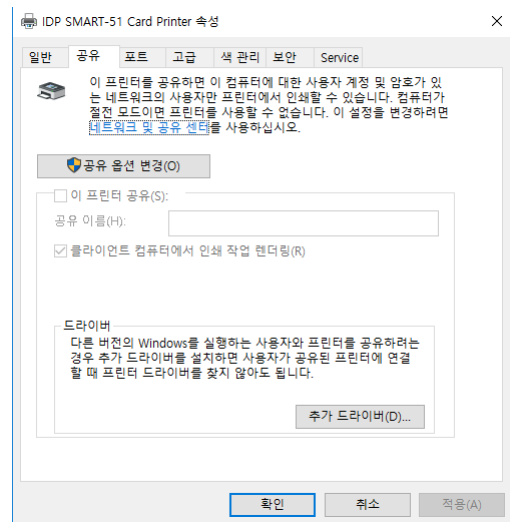 IDP SMART-51 Card Printer 속성
일반 공유 포트 고급 색 관리 보안 Service
이 프린터를 공유하면 이 컴퓨터에 대한 사용자 계정 및 암호가 있
는 네트워크의 사용자만 프린터에서 인쇄할 수 있습니다. 컴퓨터가
절전 모드이면 프린터를 사용할 수 없습니다. 이 설정을 변경하려면
네트워크 및 공유 센터를 사용하십시오.
공유 옵션 변경(O)
이 프린터 공유(S):
공유 이름(H):
클라이언트 컴퓨터에서 인쇄 작업 렌더링(R)
드라이버
다른 버전의 Windows를 실행하는 사용자와 프린터를 공유하려는
경우 추가 드라이버를 설치하면 사용자가 공유된 프린터에 연결
할 때 프린터 드라이버를 찾지 않아도 됩니다.
추가 드라이버(D)...
확인 취소 적용(A)